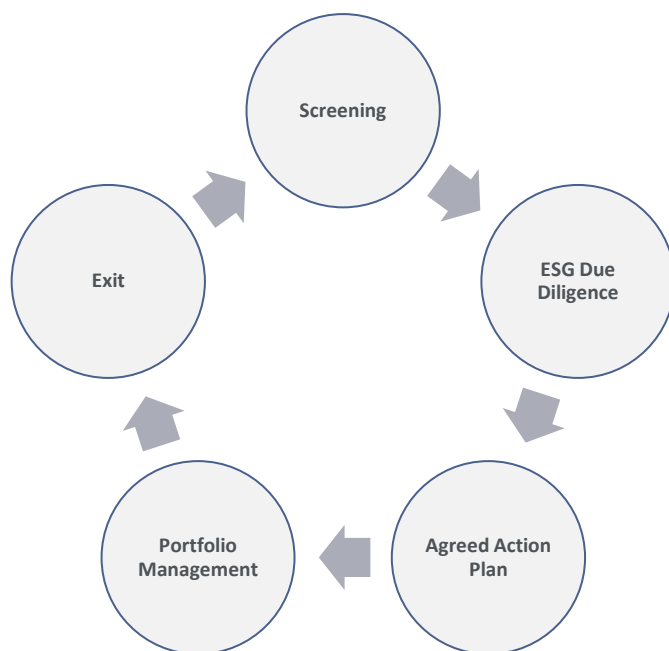 Screening
ESG Due
Diligence
Agreed Action
Plan
Portfolio
Management
Exit